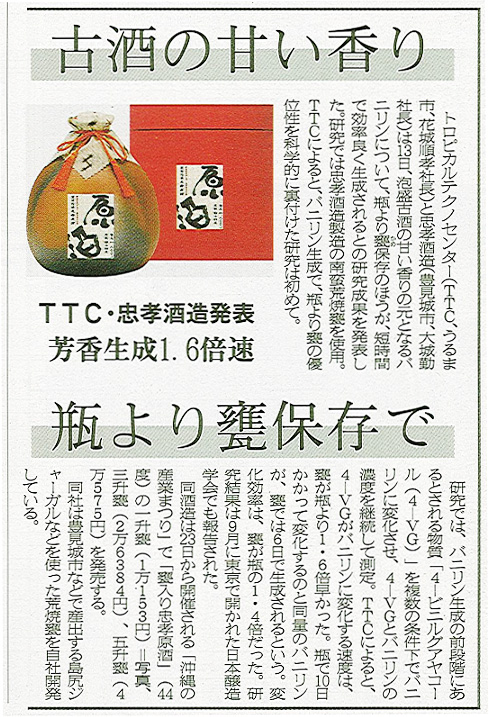 古酒の甘い香り
トロピカルテクノセンター(TTC、うるま
市、花城順孝社長)と忠孝酒造(豊見城市、大城勤
社長)は3日、泡盛古酒の甘い香りの元となるバ
ニリンについて、瓶より甕保存のほうが、短時間
で効率良く生成されるとの研究成果を発表し
た。研究では忠孝酒造製造の南蛮荒焼甕を使用。
TTCによると、バニリン生成で、瓶より甕の優
位性を科学的に裏付けた研究は初めて。
原酒
原酒
TTC・忠孝酒造発表
芳香生成1.6倍速
瓶より甕保存で
研究では、バニリン生成の前段階にあ
るとされる物質「4―ビニルグアヤコー
ル(4―VG)」を複数の条件下でバニ
リンに変化させ、4―VGとバニリンの
濃度を継続して測定。TTCによると、
4―VGがバニリンに変化する速度は、
甕が瓶より1・6倍早かった。瓶で10日
かかって変化するのと同量のバニリン
が、甕では6日で生成されるという。変
化効率は、甕が瓶の1・4倍だった。研
究結果は9月に東京で開かれた日本醸造
学会でも報告された。
同酒造は23日から開催される「沖縄の
産業まつり」で「甕入り忠孝原酒」(44
度)の一升甕(1万153円)=写真、
三升甕(2万6384円)、五升甕(4
万575円)を発売する。
同社は豊見城市などで産出する島尻ジ
ャーガルなどを使った荒焼甕を自社開発
している。